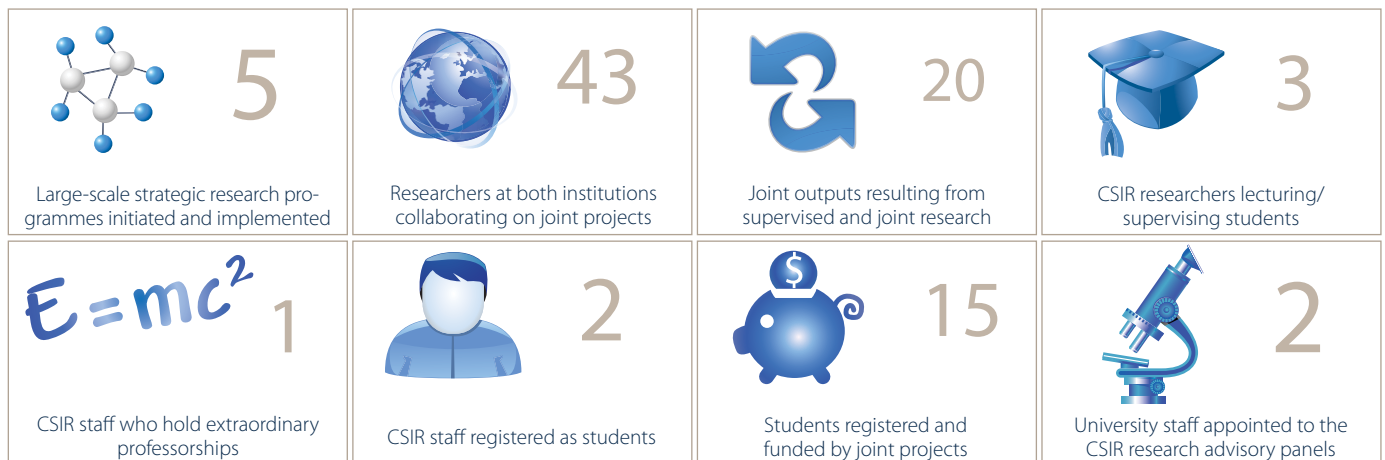 5
Large-scale strategic research pro-
grammes initiated and implemented
43
Researchers at both institutions
collaborating on joint projects
20
Joint outputs resulting from
supervised and joint research
3
CSIR researchers lecturing/
supervising students
E=mc²
1
CSIR staff who hold extraordinary
professorships
2
CSIR staff registered as students
$
15
Students registered and
funded by joint projects
2
University staff appointed to the
CSIR research advisory panels